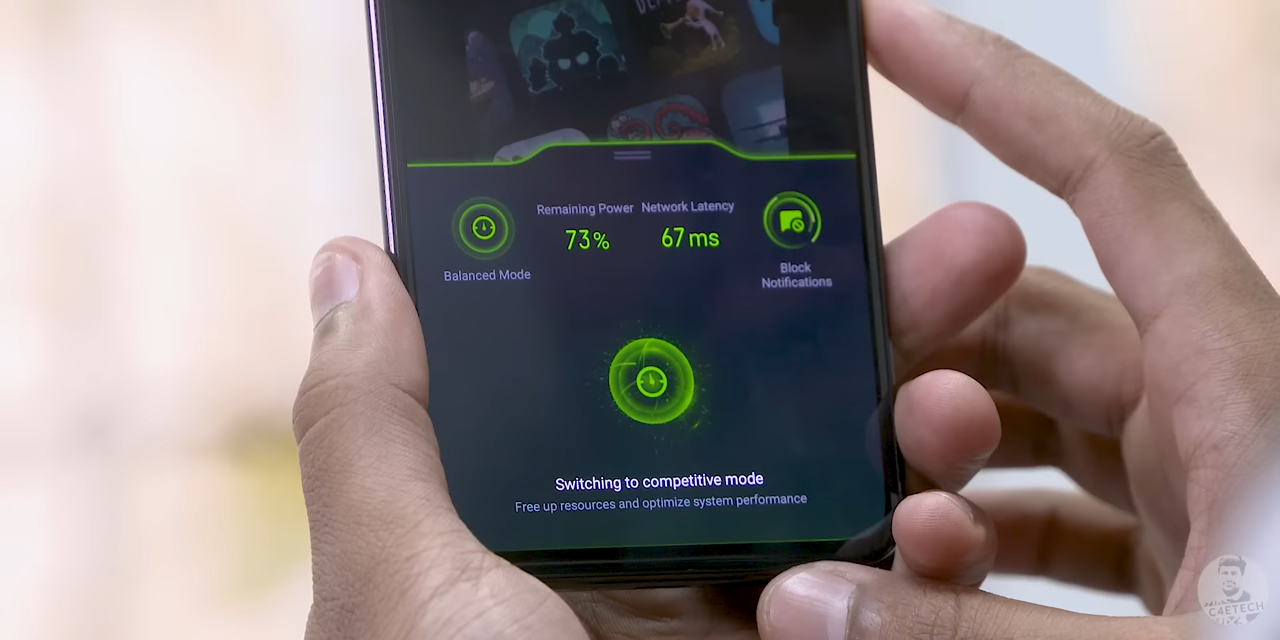 Remaining Power
Network Latency
73%
67 ms
Balanced Mode
Block
Notifications
Switching to competitive mode
Free up resources and optimize system performance
C4ETECH